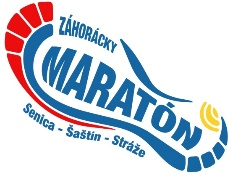 ZÁHORÁCKY
MARATÓN
Senica - Šaštín - Stráže